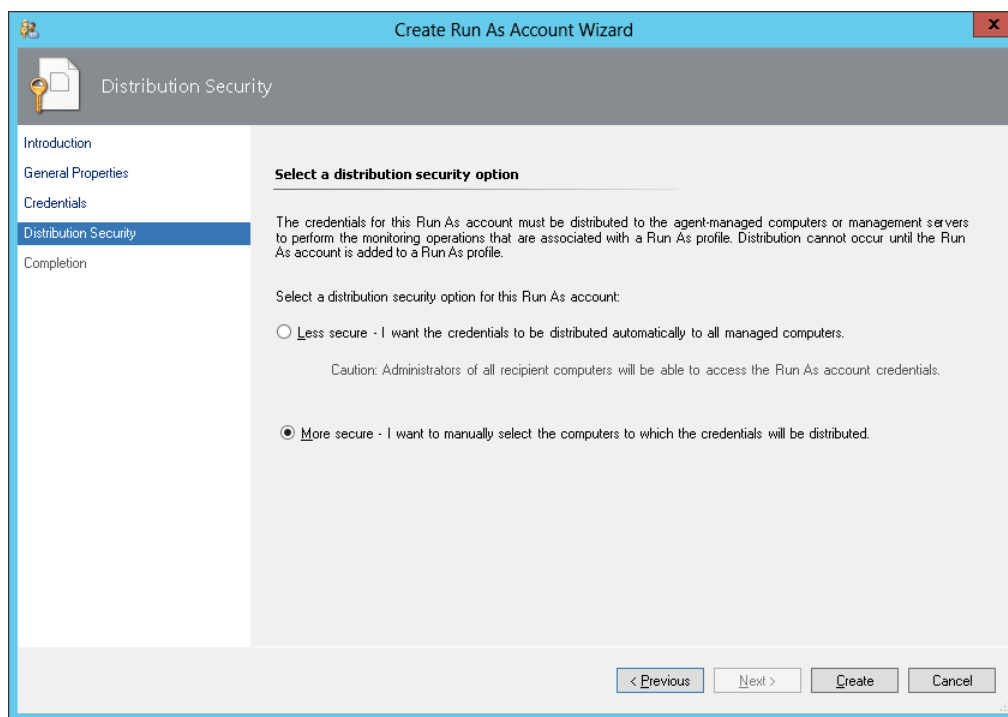 Create Run As Account Wizard
x
Distribution Security
Introduction
General Properties
Credentials
Distribution Security
Completion
Select a distribution security option
The credentials for this Run As account must be distributed to the agent-managed computers or management servers
to perform the monitoring operations that are associated with a Run As profile. Distribution cannot occur until the Run
As account is added to a Run As profile.
Select a distribution security option for this Run As account:
Less secure - I want the credentials to be distributed automatically to all managed computers.
Caution: Administrators of all recipient computers will be able to access the Run As account credentials.
More secure - I want to manually select the computers to which the credentials will be distributed.
< Previous Next > Create Cancel